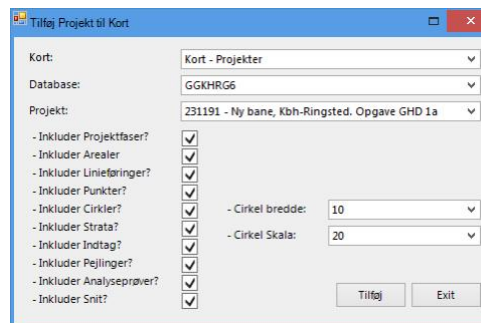 Tilføj Projekt til Kort
Kort: Kort - Projekter
Database: GGKHRG6
Projekt: 231191 - Ny bane, Kbh-Ringsted. Opgave GHD 1a
- Inkluder Projektfaser?
- Inkluder Arealer
- Inkluder Linieføringer?
- Inkluder Punkter?
- Inkluder Cirkler? - Cirkel bredde: 10
- Inkluder Strata? - Cirkel Skala: 20
- Inkluder Indtag?
- Inkluder Pejlinger?
- Inkluder Analyseprøver?
- Inkluder Snit?
Tilføj Exit